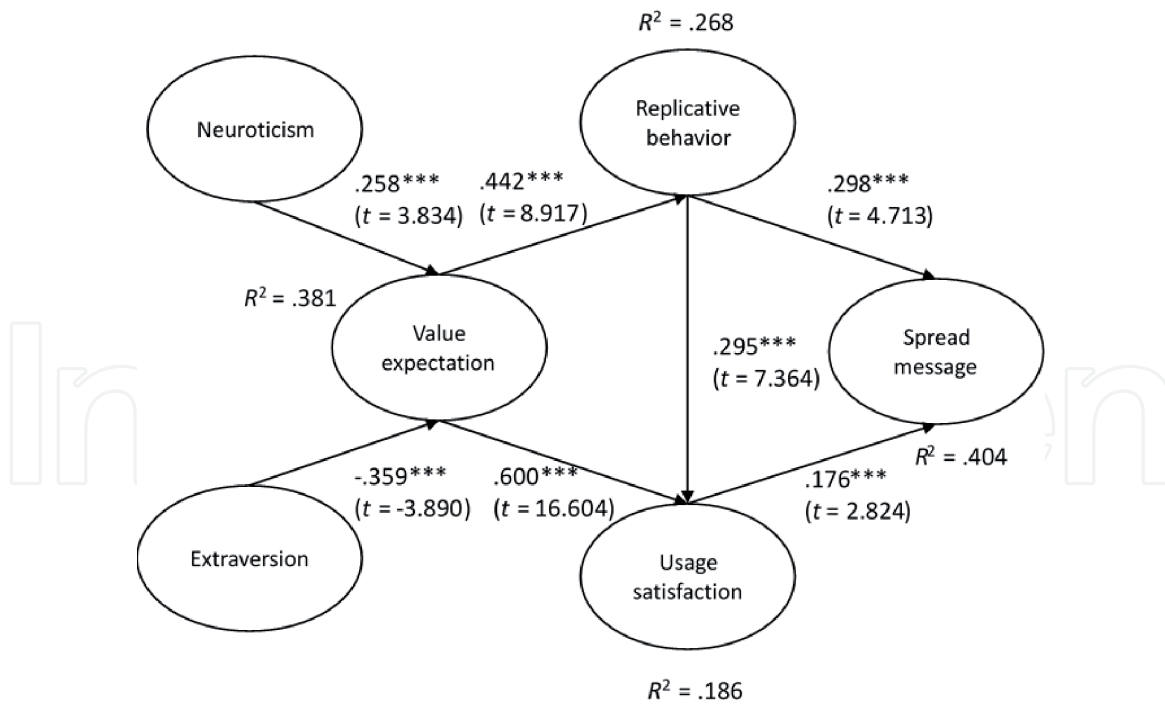 R² = .268
Neuroticism
Replicative
behavior
.258***
(t = 3.834)
.442***
(t = 8.917)
.298***
(t = 4.713)
R² = .381
Value
expectation
.295***
(t = 7.364)
Spread
message
-.359***
(t = -3.890)
.600***
(t = 16.604)
.176***
(t = 2.824)
R² = .404
Extraversion
Usage
satisfaction
R² = .186
In
en